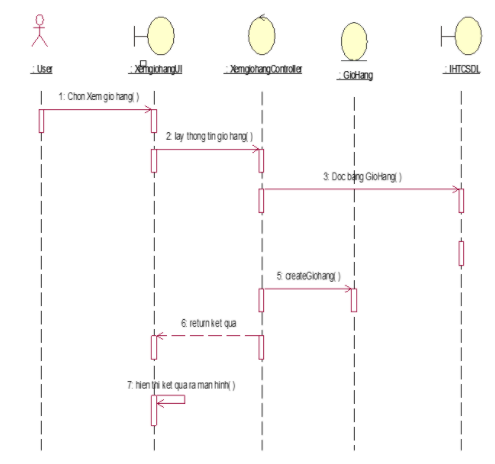 : User
: XemgiohangUI
: XemgiohangController
: GioHang
: IHTCSDL
1: Chon Xem gio hang( )
2: lay thong tin gio hang( )
3: Doc bang GioHang( )
5: createGiohang( )
6: return ket qua
7: hien thi ket qua ra man hinh( )